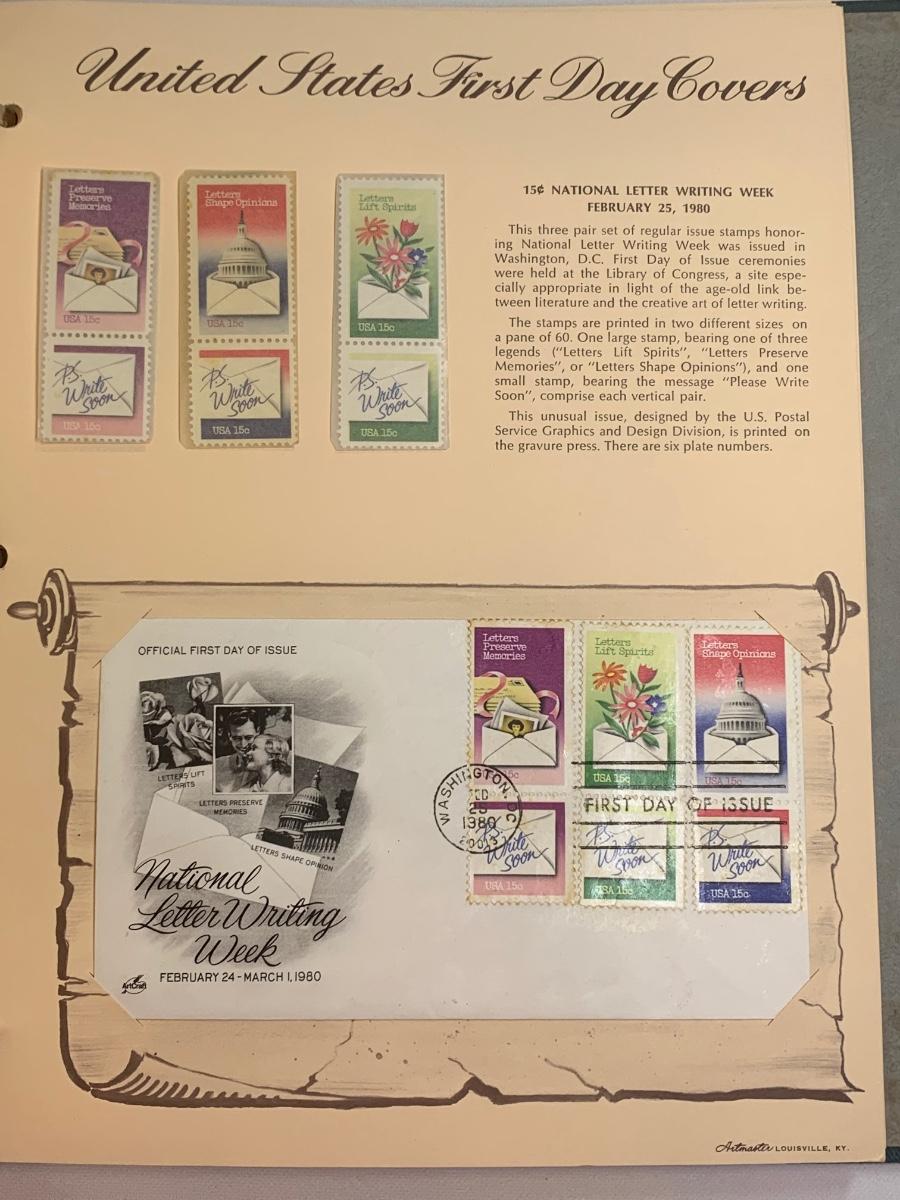 United States First Day Covers
Letters
Preserve
Memories
USA 15c
P.S.
Write
Soon
USA 15c
Letters
Shape Opinions
USA 15c
P.S.
Write
Soon
USA 15c
Letters
Lift Spirits
USA 15c
P.S.
Write
Soon
USA 15c
15¢ NATIONAL LETTER WRITING WEEK
FEBRUARY 25, 1980
This three pair set of regular issue stamps honor-
ing National Letter Writing Week was issued in
Washington, D.C. First Day of Issue ceremonies
were held at the Library of Congress, a site espe-
cially appropriate in light of the age-old link be-
tween literature and the creative art of letter writing.
The stamps are printed in two different sizes on
a pane of 60. One large stamp, bearing one of three
legends ("Letters Lift Spirits", "Letters Preserve
Memories", or "Letters Shape Opinions"), and one
small stamp, bearing the message "Please Write
Soon", comprise each vertical pair.
This unusual issue, designed by the U.S. Postal
Service Graphics and Design Division, is printed on
the gravure press. There are six plate numbers.
OFFICIAL FIRST DAY OF ISSUE
LETTERS LIFT
SPIRITS
LETTERS PRESERVE
MEMORIES
LETTERS SHAPE OPINION
National
Letter Writing
Week
FEBRUARY 24 - MARCH 1, 1980
ArtCraft
Letters
Preserve
Memories
15c
Letters
Lift Spirits
USA 15c
Letters
Shape Opinions
USA 15c
WASHINGTON, DC
25
1980
FIRST DAY OF ISSUE
P.S.
Write
Soon
USA 15c
P.S.
Write
Soon
USA 15c
P.S.
Write
Soon
USA 15c
Artmaster LOUISVILLE, KY.